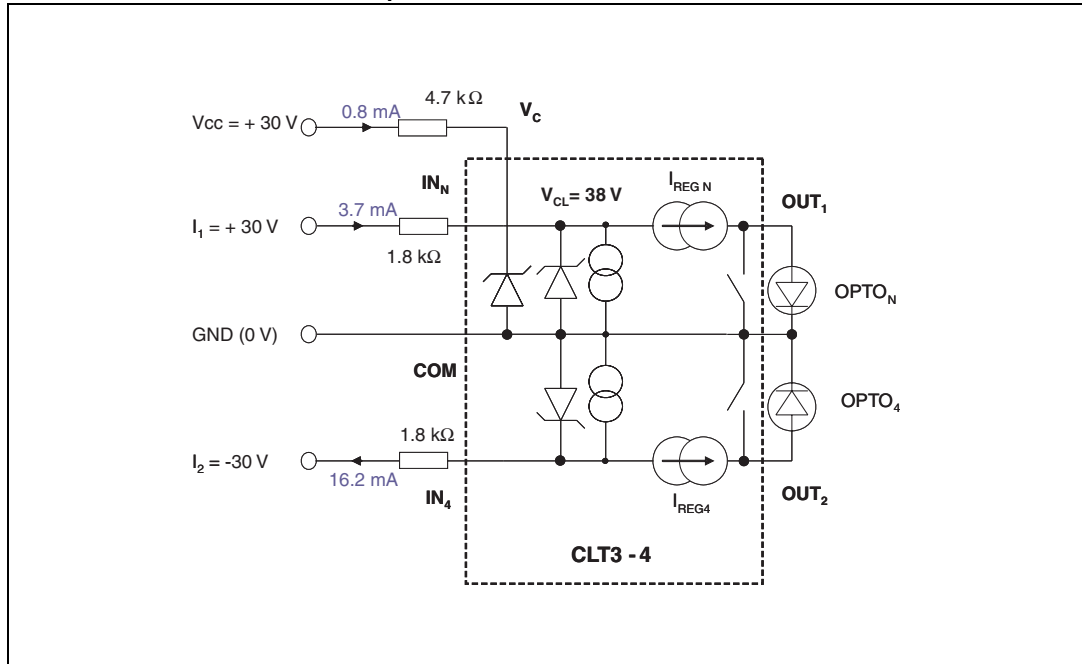 4.7 kΩ
0.8 mA
V_C
Vcc = + 30 V
IN_N
V_CL = 38 V
I_REG N
OUT_1
3.7 mA
I_1 = + 30 V
1.8 kΩ
OPTO_N
GND (0 V)
COM
OPTO_4
1.8 kΩ
I_2 = -30 V
16.2 mA
IN_4
I_REG4
OUT_2
CLT3 - 4